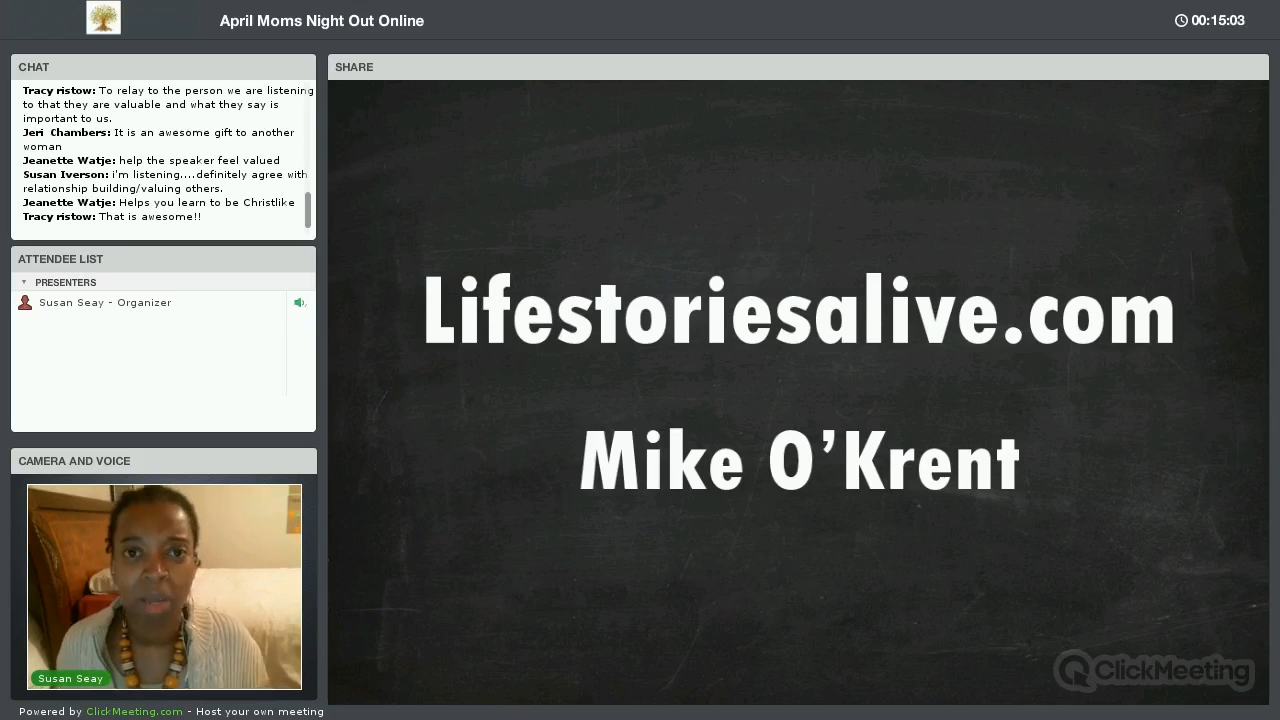 April Moms Night Out Online
00:15:03
CHAT
Tracy ristow: To relay to the person we are listening
to that they are valuable and what they say is
important to us.
Jeri Chambers: It is an awesome gift to another
woman
Jeanette Watje: help the speaker feel valued
Susan Iverson: i'm listening....definitely agree with
relationship building/valuing others.
Jeanette Watje: Helps you learn to be Christlike
Tracy ristow: That is awesome!!
ATTENDEE LIST
PRESENTERS
Susan Seay - Organizer
CAMERA AND VOICE
Susan Seay
Powered by ClickMeeting.com - Host your own meeting
SHARE
Lifestoriesalive.com
Mike O’Krent
ClickMeeting